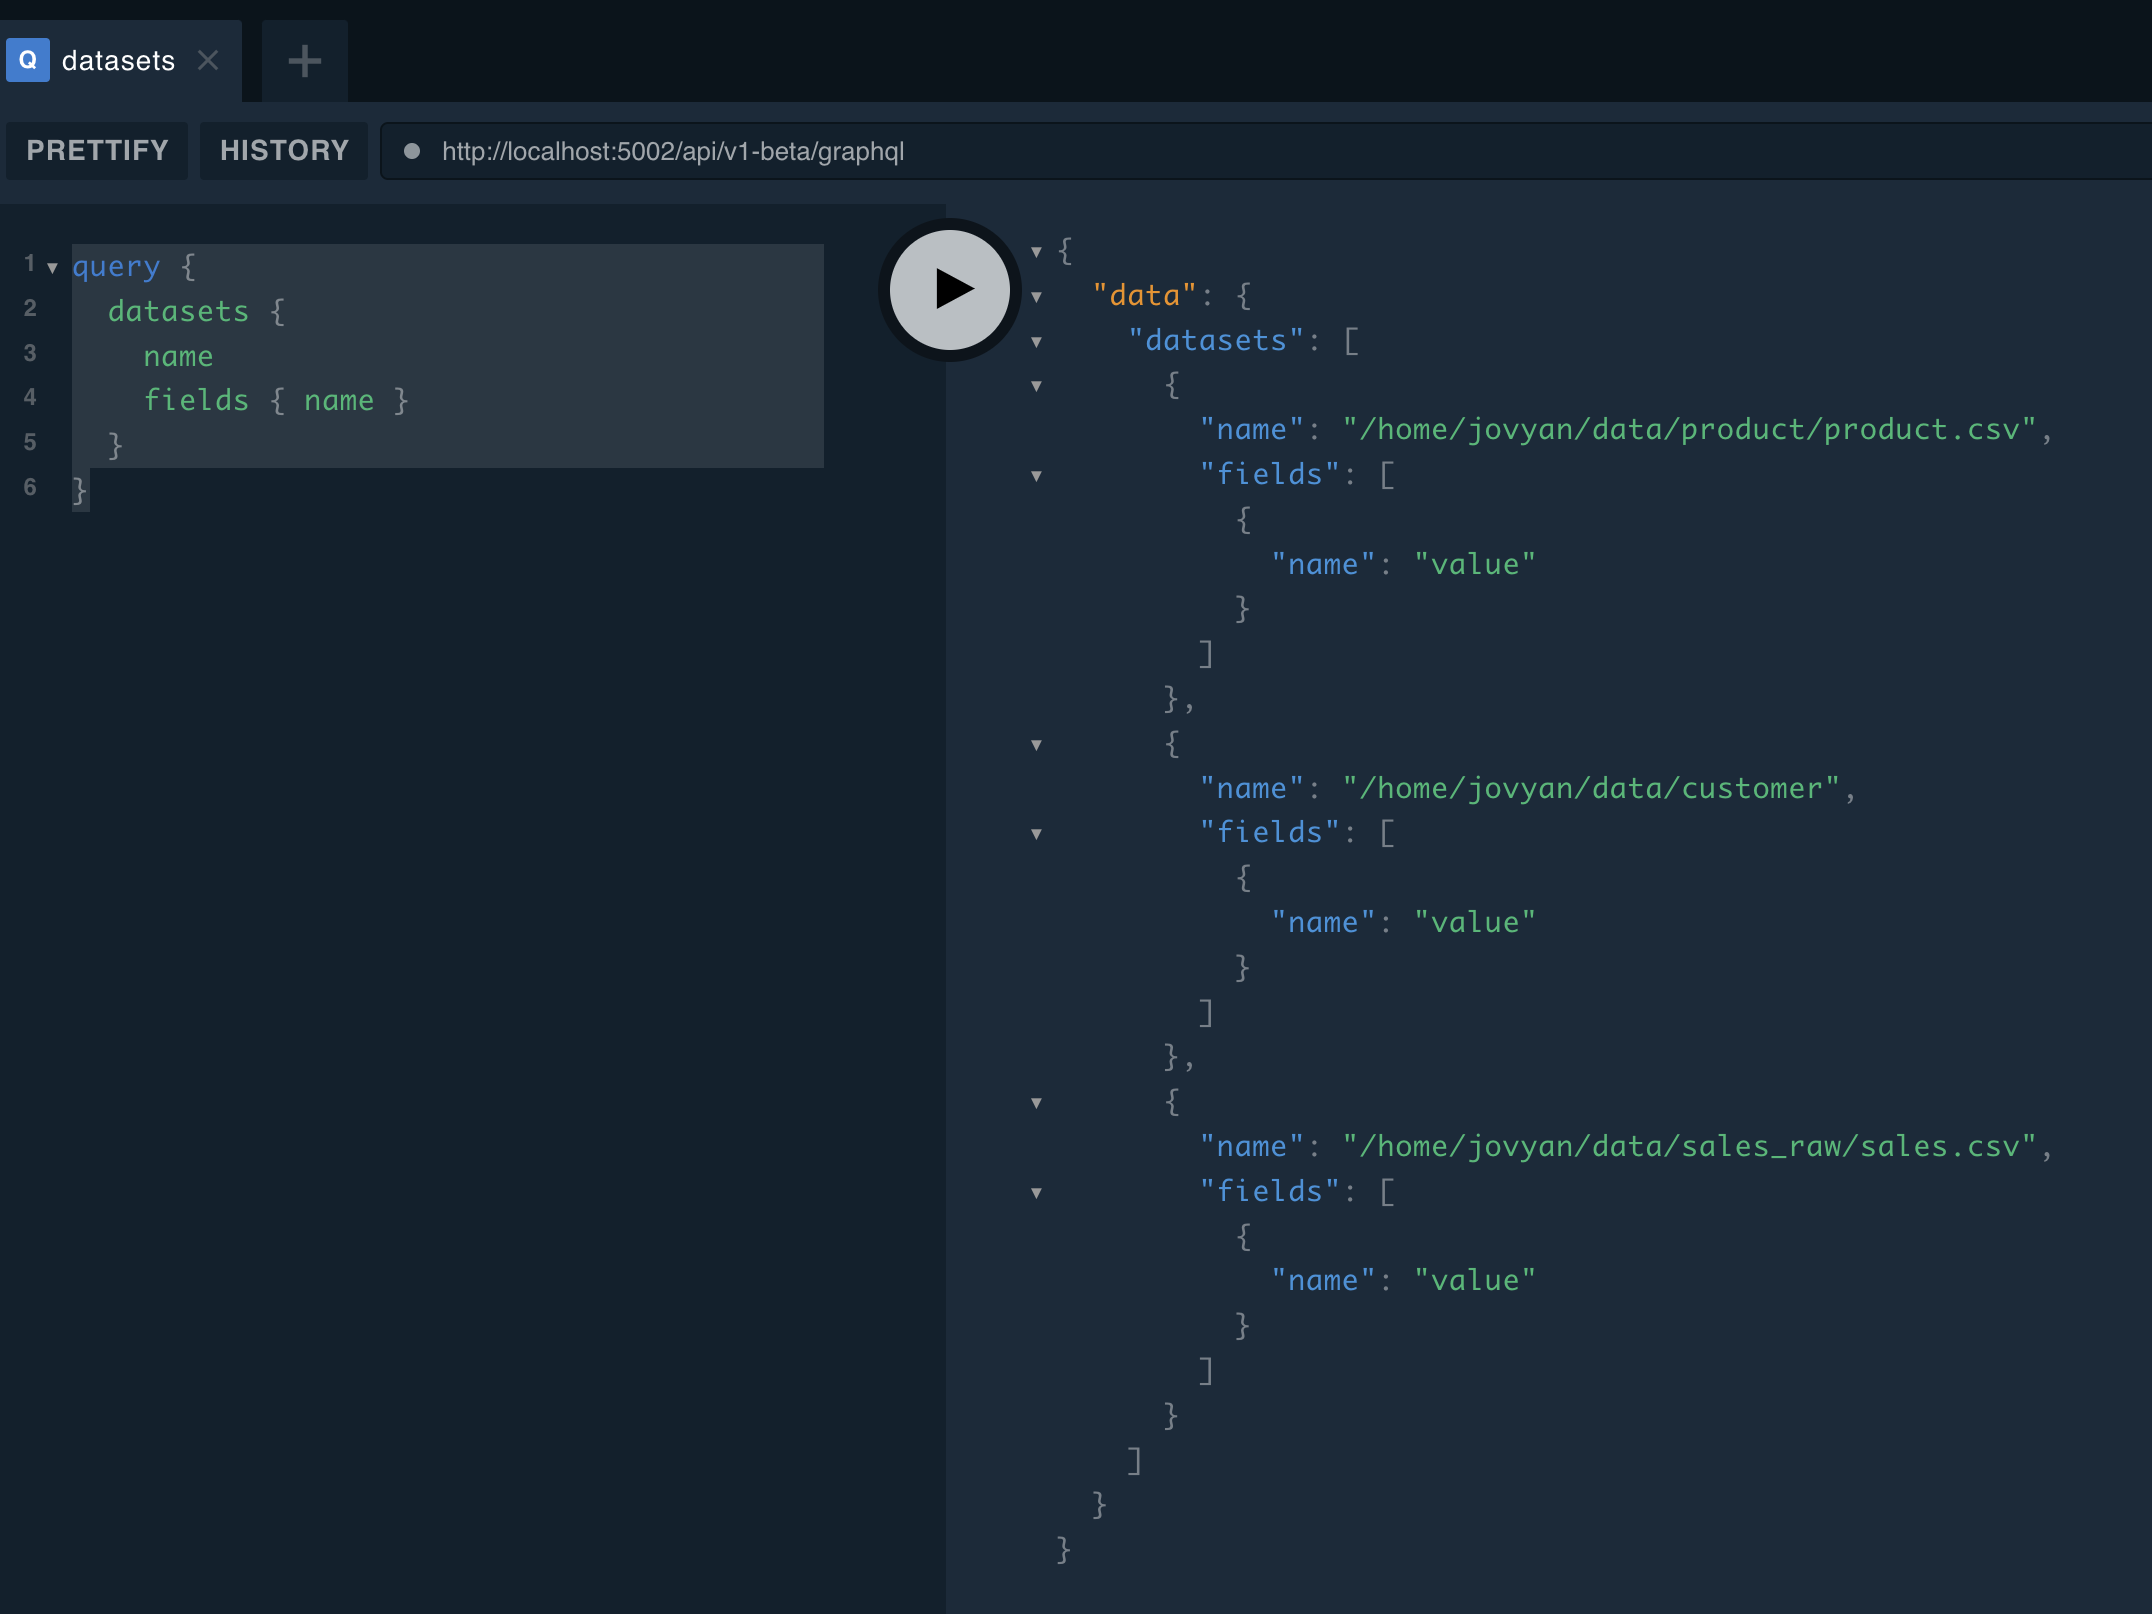 Q datasets
PRETTIFY HISTORY http://localhost:5002/api/v1-beta/graphql
1 query {
2   datasets {
3     name
4     fields { name }
5   }
6 }
{
  "data": {
    "datasets": [
      {
        "name": "/home/jovyan/data/product/product.csv",
        "fields": [
          {
            "name": "value"
          }
        ]
      },
      {
        "name": "/home/jovyan/data/customer",
        "fields": [
          {
            "name": "value"
          }
        ]
      },
      {
        "name": "/home/jovyan/data/sales_raw/sales.csv",
        "fields": [
          {
            "name": "value"
          }
        ]
      }
    ]
  }
}